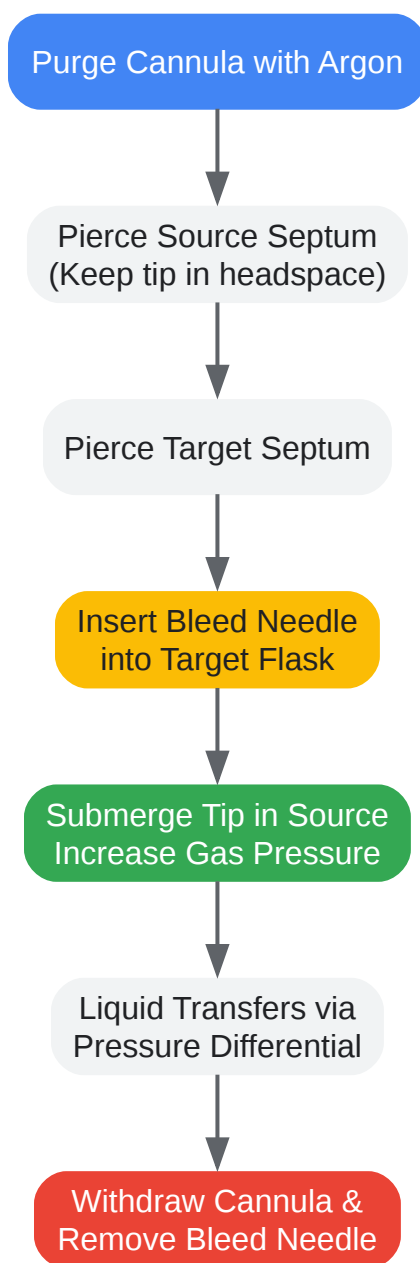 Purge Cannula with Argon
Pierce Source Septum
(Keep tip in headspace)
Pierce Target Septum
Insert Bleed Needle
into Target Flask
Submerge Tip in Source
Increase Gas Pressure
Liquid Transfers via
Pressure Differential
Withdraw Cannula &
Remove Bleed Needle